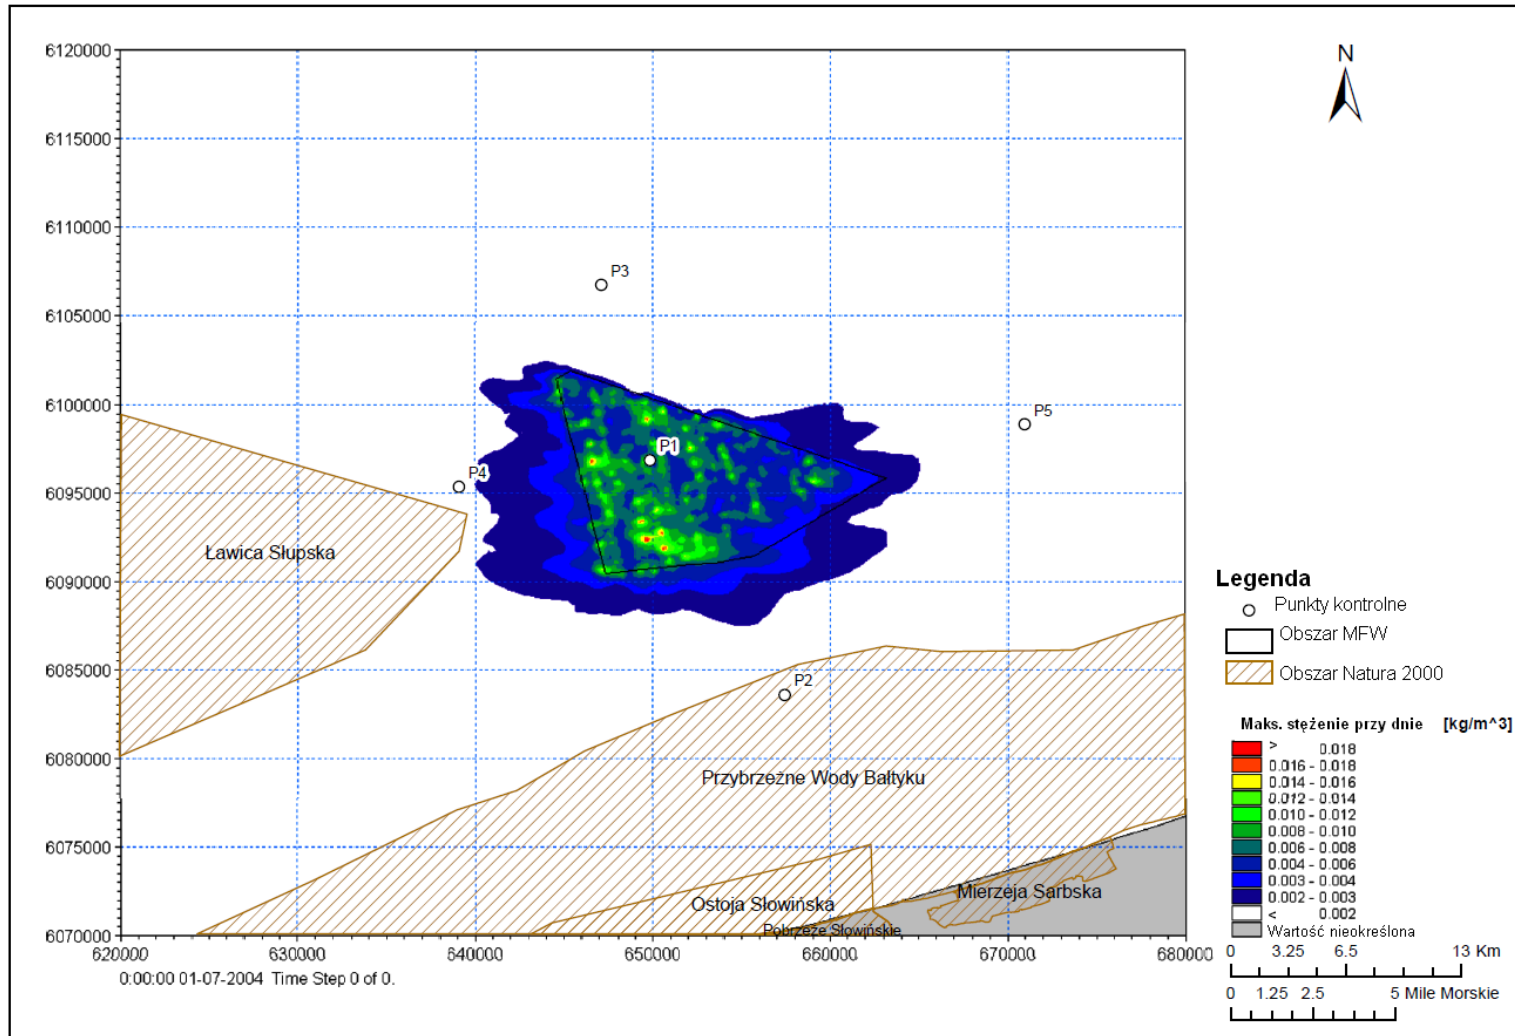 N
6120000
6115000
6110000
6105000
6100000
6095000
6090000
6085000
6080000
6075000
6070000
620000
630000
640000
650000
660000
670000
680000
P3
P5
P1
P4
P2
Ławica Słupska
Przybrzeżne Wody Bałtyku
Ostoja Słowińska
Mierzeja Sarbska
Pobrzeże Słowińskie
0:00:00 01-07-2004 Time Step 0 of 0.
Legenda
Punkty kontrolne
Obszar MFW
Obszar Natura 2000
Maks. stężenie przy dnie [kg/m^3]
> 0.018
0.016 - 0.018
0.014 - 0.016
0.012 - 0.014
0.010 - 0.012
0.008 - 0.010
0.006 - 0.008
0.004 - 0.006
0.003 - 0.004
0.002 - 0.003
< 0.002
Wartość nieokreślona
0 3.25 6.5 13 Km
0 1.25 2.5 5 Mile Morskie